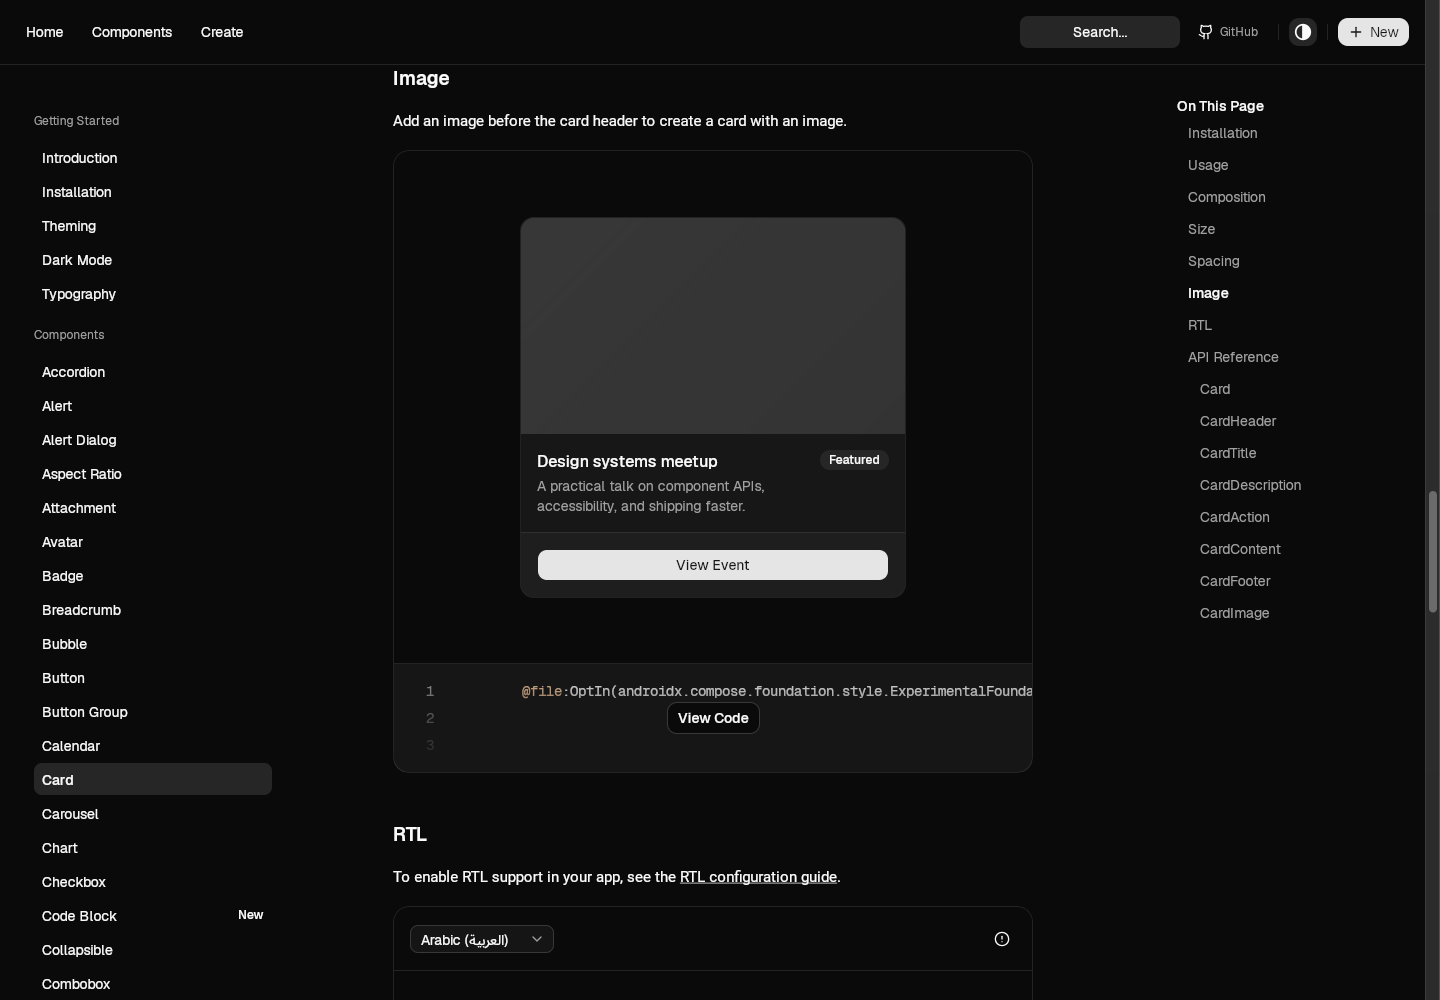 Home
Components
Create
Search...
GitHub
New
Getting Started
Introduction
Installation
Theming
Dark Mode
Typography
Components
Accordion
Alert
Alert Dialog
Aspect Ratio
Attachment
Avatar
Badge
Breadcrumb
Bubble
Button
Button Group
Calendar
Card
Carousel
Chart
Checkbox
Code Block
New
Collapsible
Combobox
Image
Add an image before the card header to create a card with an image.
Design systems meetup
Featured
A practical talk on component APIs,
accessibility, and shipping faster.
View Event
1 @file:OptIn(androidx.compose.foundation.style.ExperimentalFounda
2
View Code
3
RTL
To enable RTL support in your app, see the RTL configuration guide.
Arabic (العربية)
On This Page
Installation
Usage
Composition
Size
Spacing
Image
RTL
API Reference
Card
CardHeader
CardTitle
CardDescription
CardAction
CardContent
CardFooter
CardImage